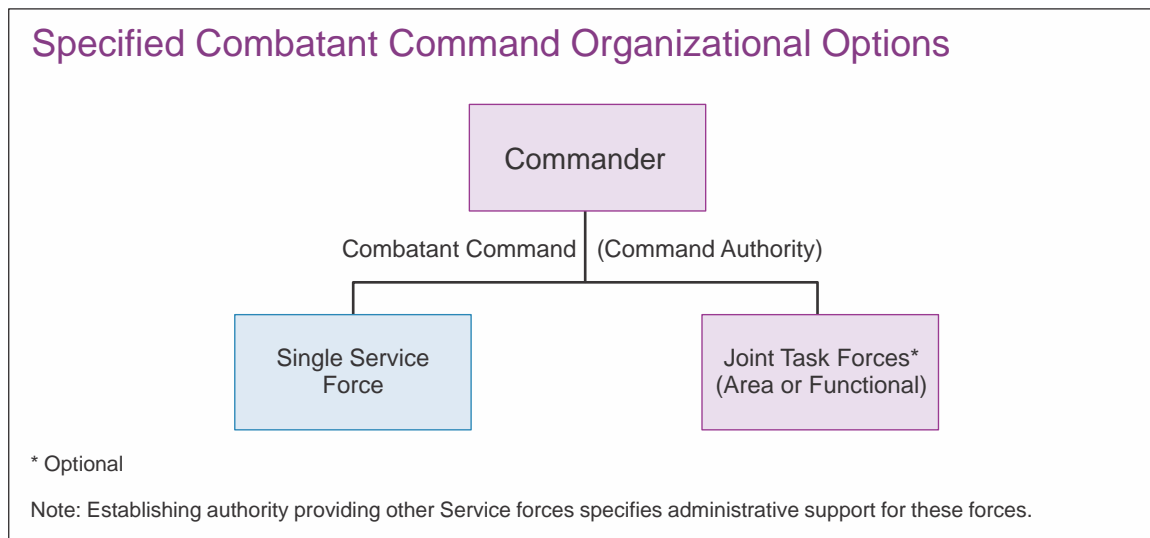 Specified Combatant Command Organizational Options
Commander
Combatant Command (Command Authority)
Single Service
Force
Joint Task Forces*
(Area or Functional)
* Optional
Note: Establishing authority providing other Service forces specifies administrative support for these forces.